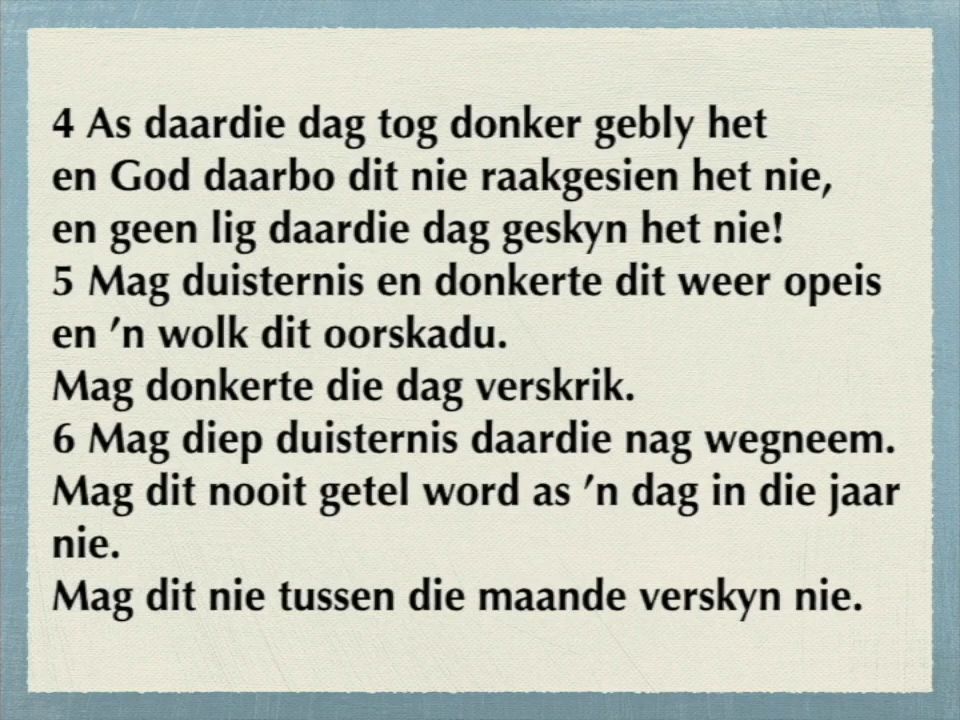 4 As daardie dag tog donker gebly het
en God daarbo dit nie raakgesien het nie,
en geen lig daardie dag geskyn het nie!
5 Mag duisternis en donkerte dit weer opeis
en ’n wolk dit oorskadu.
Mag donkerte die dag verskrik.
6 Mag diep duisternis daardie nag wegneem.
Mag dit nooit getel word as ’n dag in die jaar
nie.
Mag dit nie tussen die maande verskyn nie.